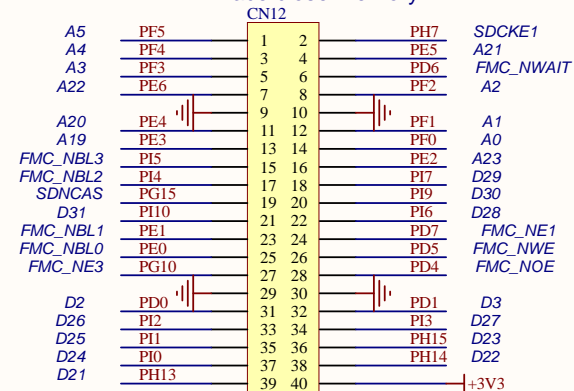 CN12
A5 PF5 1 2 PH7 SDCKE1
A4 PF4 3 4 PE5 A21
A3 PF3 5 6 PD6 FMC_NWAIT
A22 PE6 7 8 PF2 A2
9 10
A20 PE4 11 12 PF1 A1
A19 PE3 13 14 PF0 A0
FMC_NBL3 PI5 15 16 PE2 A23
FMC_NBL2 PI4 17 18 PI7 D29
SDNCAS PG15 19 20 PI9 D30
D31 PI10 21 22 PI6 D28
FMC_NBL1 PE1 23 24 PD7 FMC_NE1
FMC_NBL0 PE0 25 26 PD5 FMC_NWE
FMC_NE3 PG10 27 28 PD4 FMC_NOE
29 30
D2 PD0 31 32 PD1 D3
D26 PI2 33 34 PI3 D27
D25 PI1 35 36 PH15 D23
D24 PI0 37 38 PH14 D22
D21 PH13 39 40 +3V3